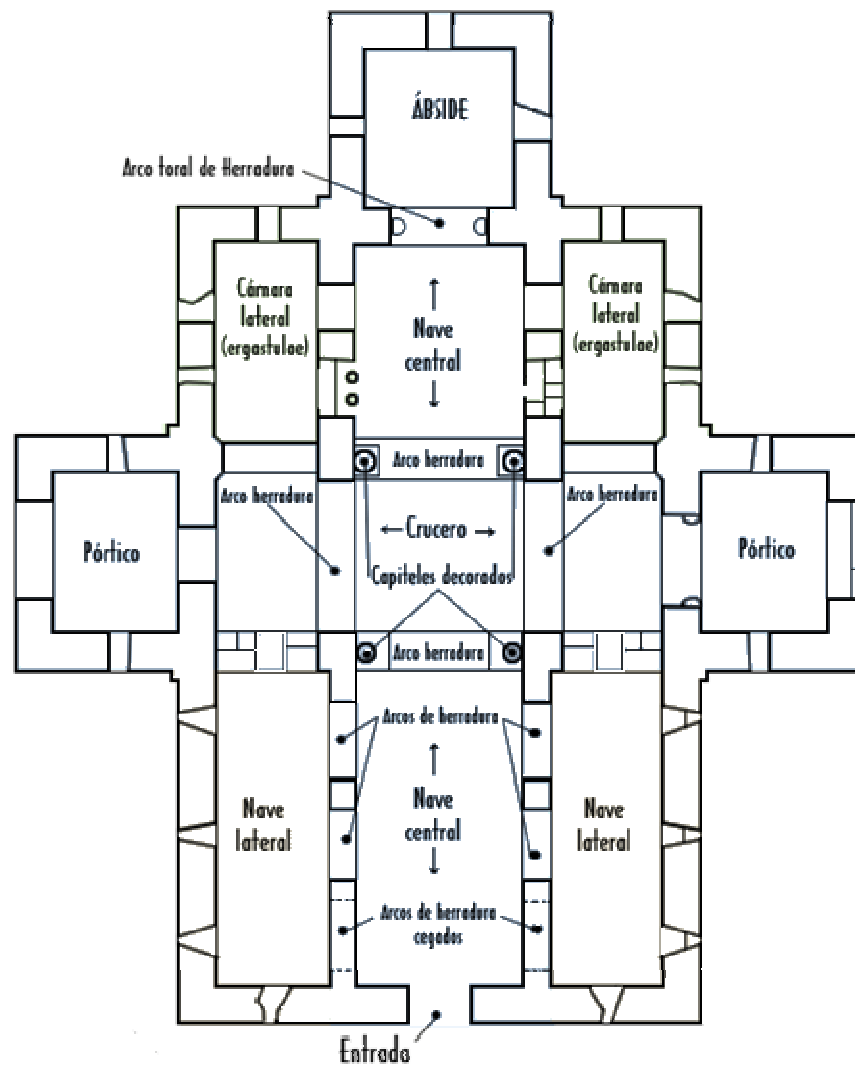 ÁBSIDE
Arco toral de Herradura
Cámara
lateral
(ergastulae)
Nave
central
Cámara
lateral
(ergastulae)
Arco herradura
Arco herradura
Arco herradura
Crucero
Pórtico
Pórtico
Capiteles decorados
Arco herradura
Arcos de herradura
Nave
lateral
Nave
central
Nave
lateral
Arcos de herradura
cegados
Entrada